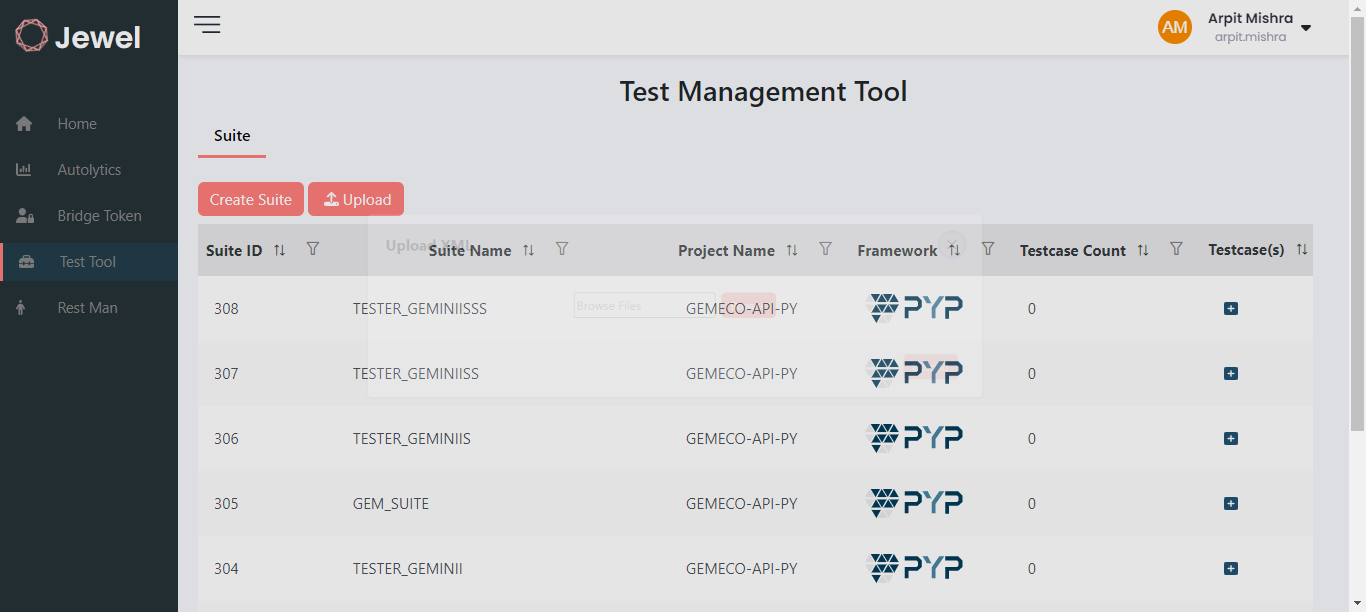 Jewel
AM
Arpit Mishra
arpit.mishra
Home
Autolytics
Bridge Token
Test Tool
Rest Man
Test Management Tool
Suite
Create Suite
Upload
Upload XML
Suite ID Suite Name Project Name Framework Testcase Count Testcase(s)
Browse Files
308 TESTER_GEMINIISSS GEMECO-API-PY PYP 0
307 TESTER_GEMINIISS GEMECO-API-PY PYP 0
306 TESTER_GEMINIIS GEMECO-API-PY PYP 0
305 GEM_SUITE GEMECO-API-PY PYP 0
304 TESTER_GEMINII GEMECO-API-PY PYP 0